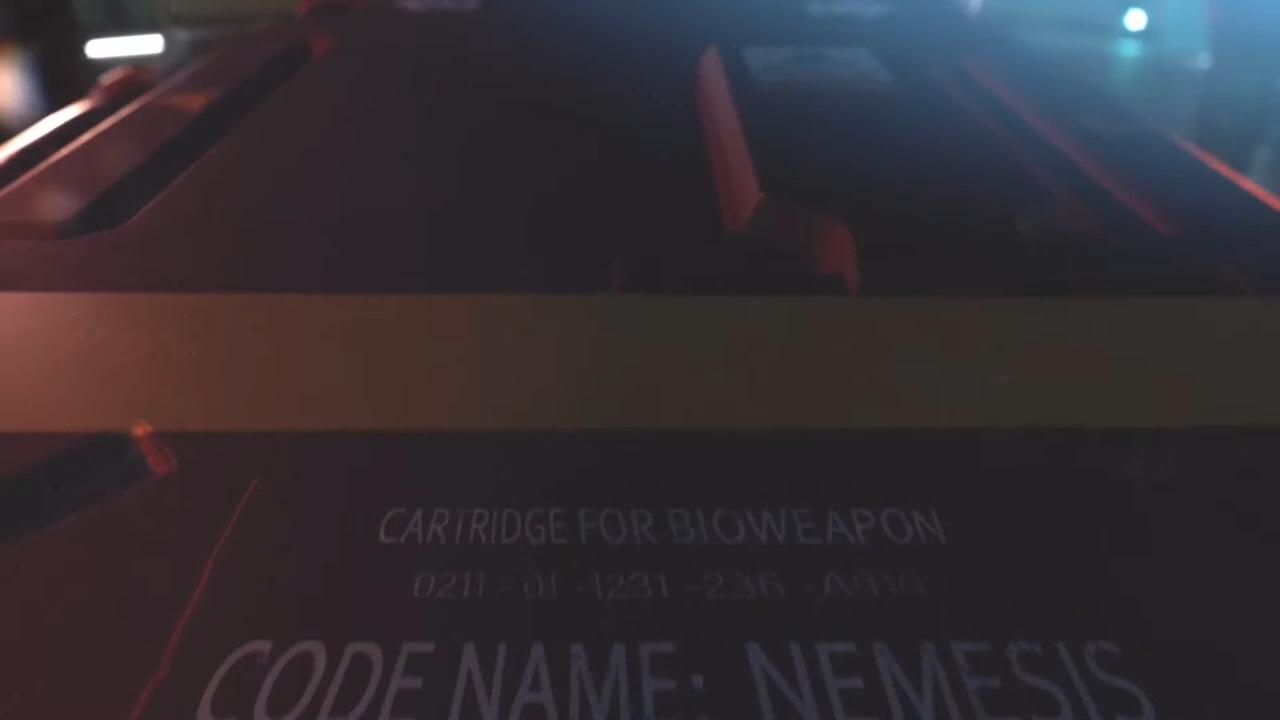 CARTRIDGE FOR BIOWEAPON
0211 - 01 - 1231 - 236
CODE NAME: NEMESIS